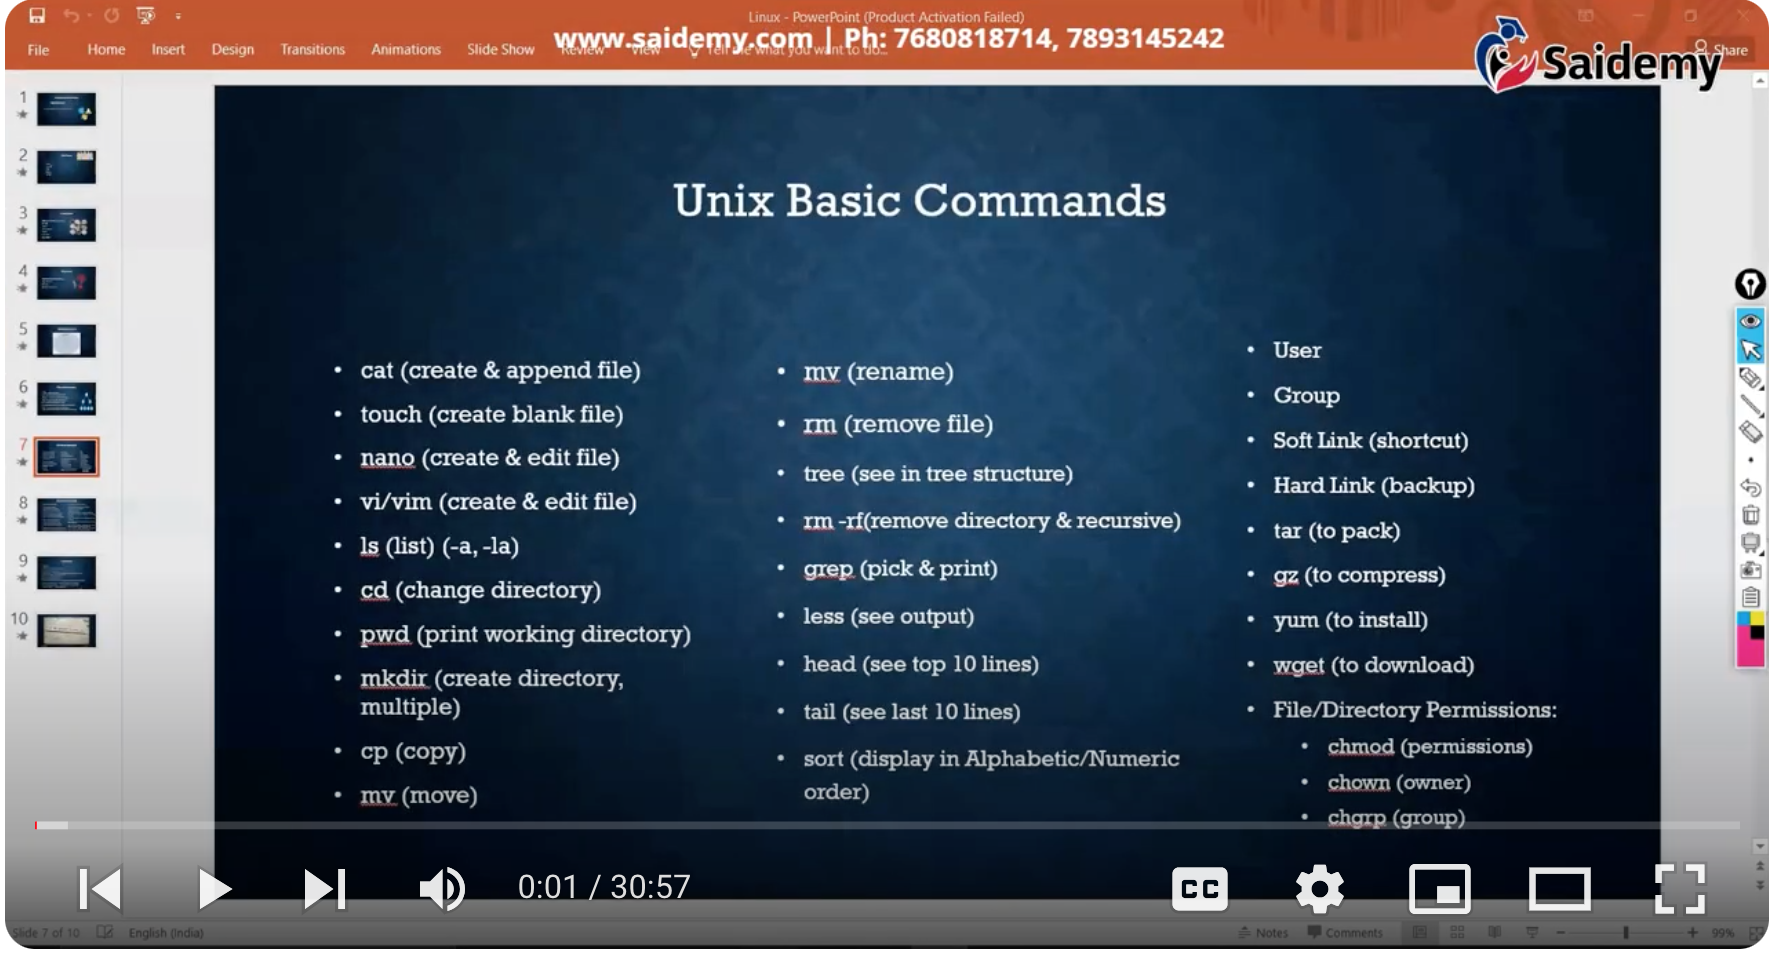 Linux - PowerPoint (Product Activation Failed)
www.saidemy.com | Ph: 7680818714, 7893145242
File Home Insert Design Transitions Animations Slide Show Review View Tell me what you want to do...
Share
Saidemy
1
2
3
4
5
6
7
8
9
10
Unix Basic Commands
• cat (create & append file)
• touch (create blank file)
• nano (create & edit file)
• vi/vim (create & edit file)
• ls (list) (-a, -la)
• cd (change directory)
• pwd (print working directory)
• mkdir (create directory,
multiple)
• cp (copy)
• mv (move)
• mv (rename)
• rm (remove file)
• tree (see in tree structure)
• rm -rf(remove directory & recursive)
• grep (pick & print)
• less (see output)
• head (see top 10 lines)
• tail (see last 10 lines)
• sort (display in Alphabetic/Numeric
order)
• User
• Group
• Soft Link (shortcut)
• Hard Link (backup)
• tar (to pack)
• gz (to compress)
• yum (to install)
• wget (to download)
• File/Directory Permissions:
• chmod (permissions)
• chown (owner)
• chgrp (group)
0:01 / 30:57
CC
Slide 7 of 10 English (India)
Notes Comments 99%